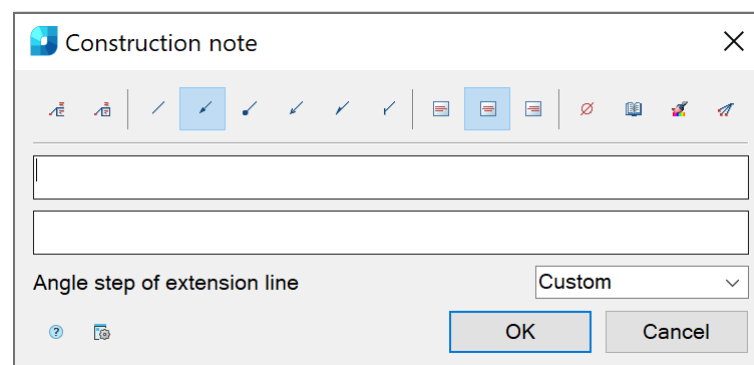 Construction note
Angle step of extension line
Custom
OK
Cancel